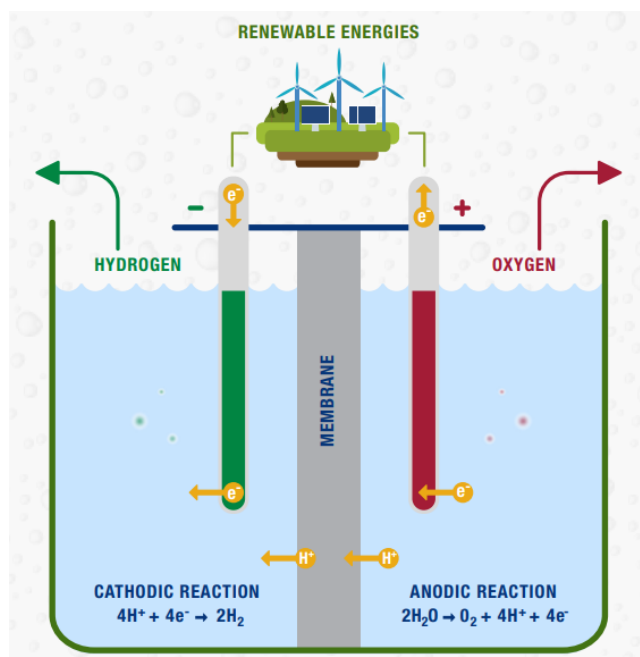 RENEWABLE ENERGIES
e⁻
e⁻
−
+
HYDROGEN
OXYGEN
MEMBRANE
e⁻
e⁻
H⁺
H⁺
CATHODIC REACTION
4H⁺ + 4e⁻ → 2H₂
ANODIC REACTION
2H₂O → O₂ + 4H⁺ + 4e⁻